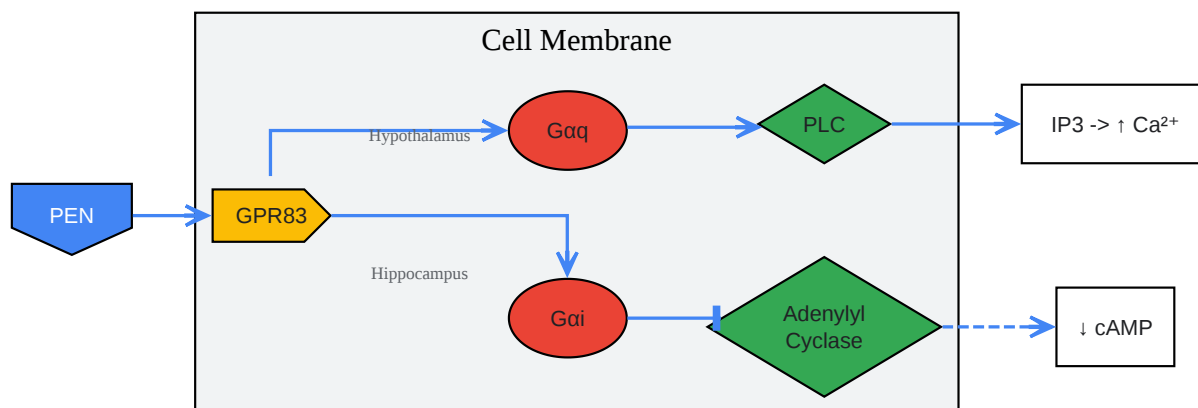 Cell Membrane
Hypothalamus
Gαq
PLC
IP3 -> ↑ Ca²⁺
PEN
GPR83
Hippocampus
Gαi
Adenylyl
Cyclase
↓ cAMP